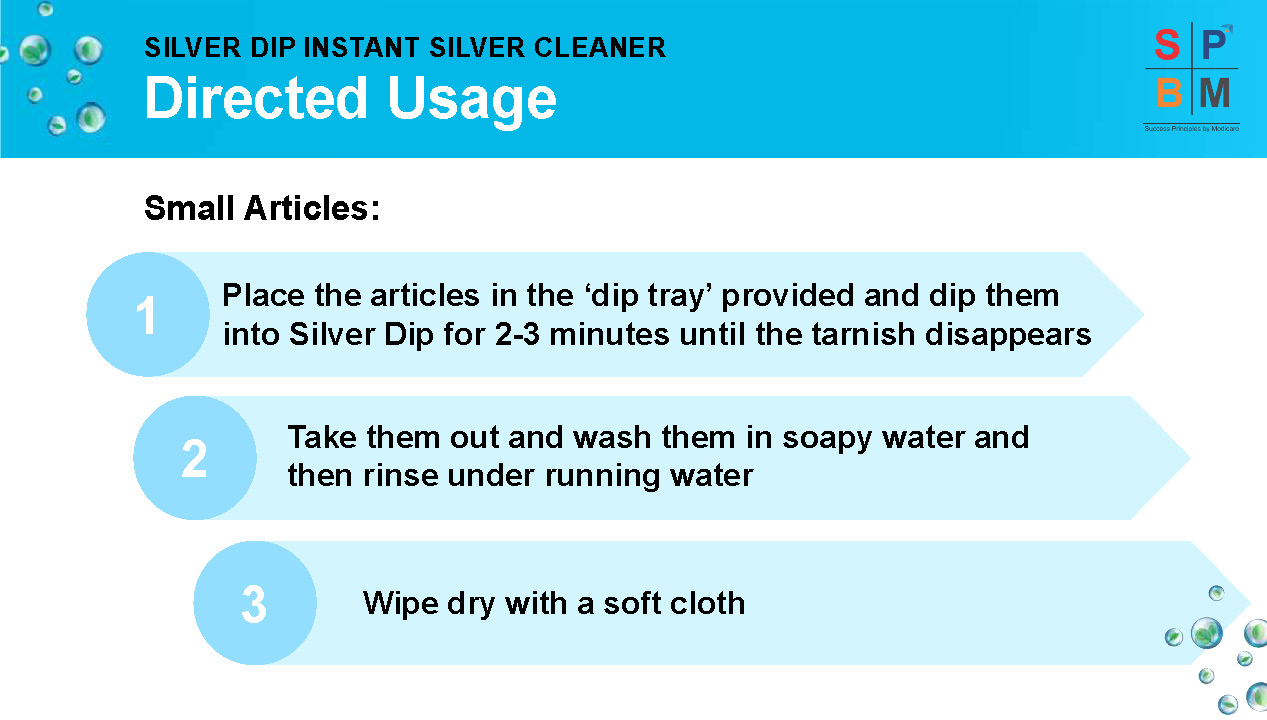 SILVER DIP INSTANT SILVER CLEANER
Directed Usage
S P
B M
Success Principles by Modicare
Small Articles:
1
Place the articles in the ‘dip tray’ provided and dip them
into Silver Dip for 2-3 minutes until the tarnish disappears
2
Take them out and wash them in soapy water and
then rinse under running water
3
Wipe dry with a soft cloth